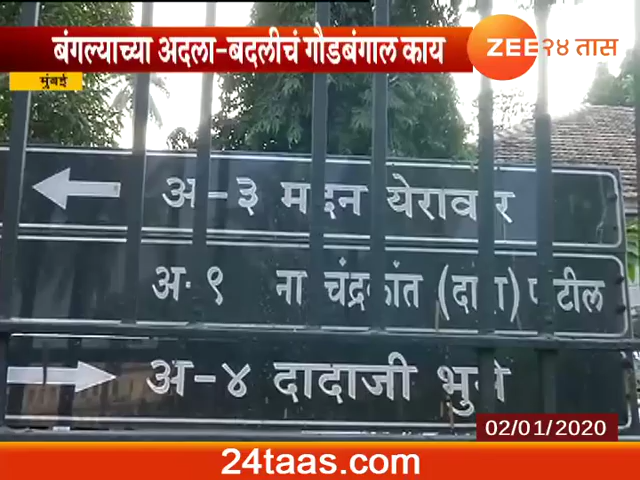 बंगल्याच्या अदला-बदलीचं गौडबंगाल काय
ZEE २४ तास
मुंबई
अ-३ मदन येरावार
अ. ९ ना चंद्रकांत (दादा) पाटील
अ-४ दादाजी भुसे
02/01/2020
24taas.com